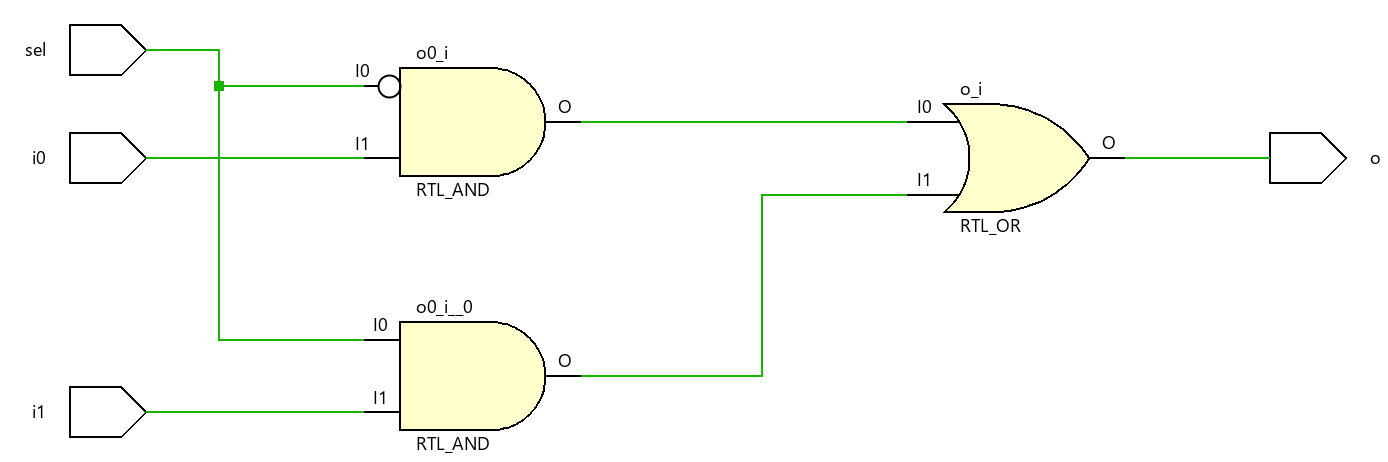 sel
o0_i
I0
I1
O
RTL_AND
i0
o_i
I0
I1
O
RTL_OR
o
o0_i__0
I0
I1
O
RTL_AND
i1